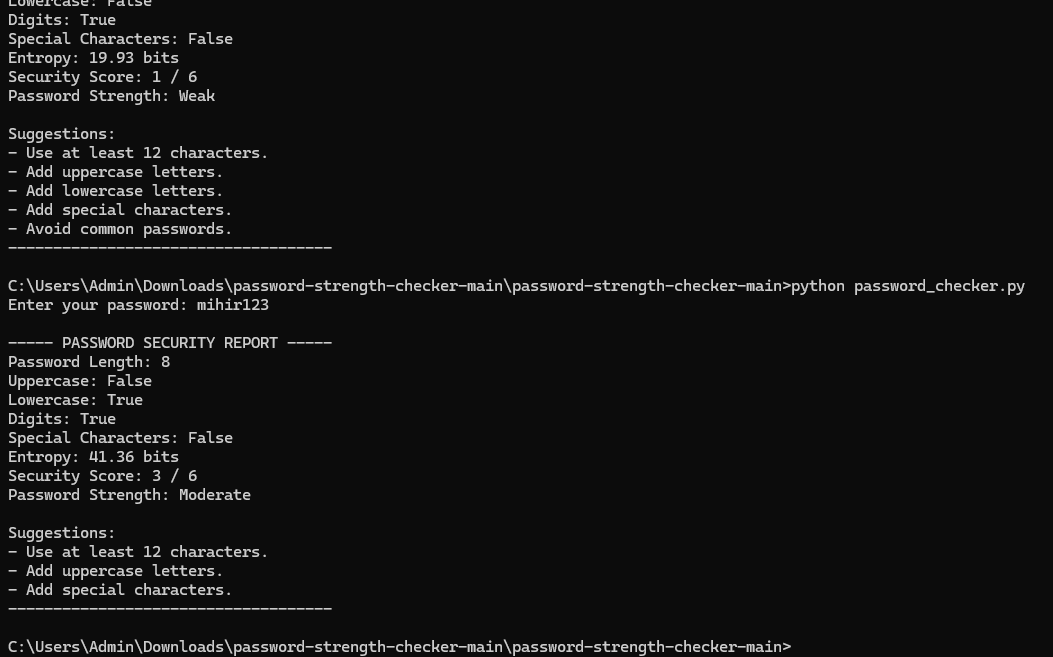 Lowercase: False
Digits: True
Special Characters: False
Entropy: 19.93 bits
Security Score: 1 / 6
Password Strength: Weak
Suggestions:
- Use at least 12 characters.
- Add uppercase letters.
- Add lowercase letters.
- Add special characters.
- Avoid common passwords.
------------------------------------
C:\Users\Admin\Downloads\password-strength-checker-main\password-strength-checker-main>python password_checker.py
Enter your password: mihir123
----- PASSWORD SECURITY REPORT -----
Password Length: 8
Uppercase: False
Lowercase: True
Digits: True
Special Characters: False
Entropy: 41.36 bits
Security Score: 3 / 6
Password Strength: Moderate
Suggestions:
- Use at least 12 characters.
- Add uppercase letters.
- Add special characters.
------------------------------------
C:\Users\Admin\Downloads\password-strength-checker-main\password-strength-checker-main>